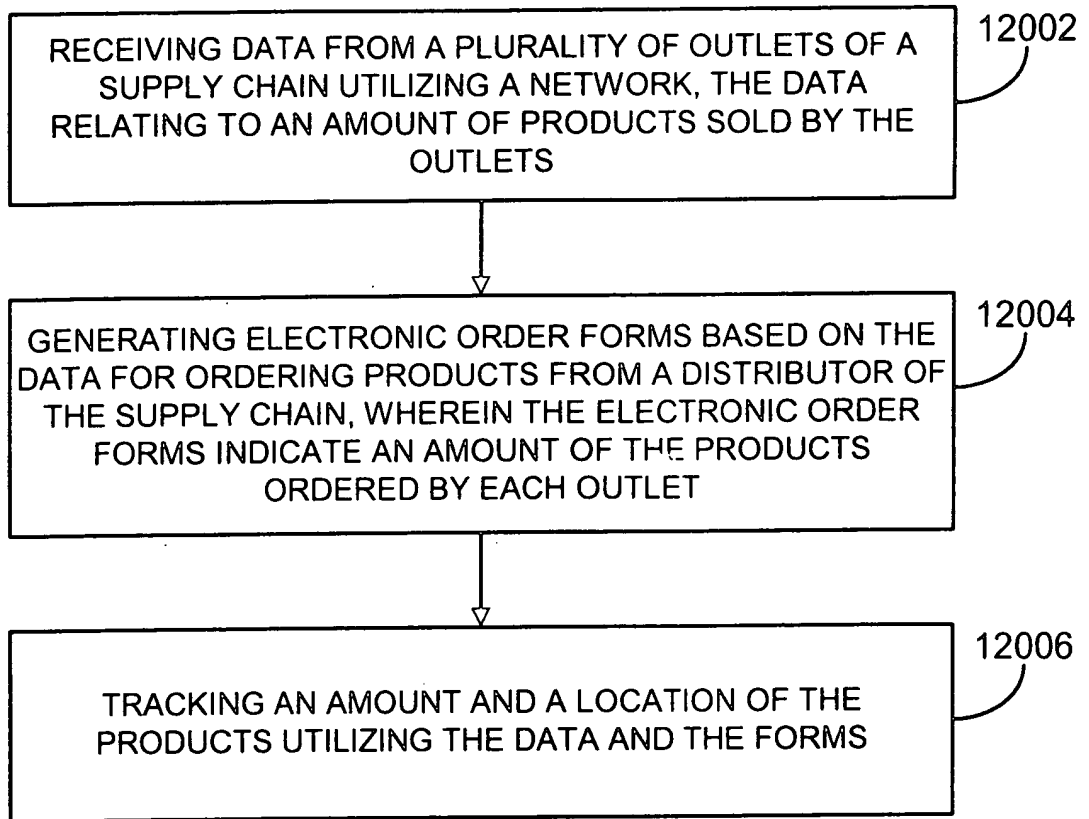 12002
RECEIVING DATA FROM A PLURALITY OF OUTLETS OF A
SUPPLY CHAIN UTILIZING A NETWORK, THE DATA
RELATING TO AN AMOUNT OF PRODUCTS SOLD BY THE
OUTLETS
12004
GENERATING ELECTRONIC ORDER FORMS BASED ON THE
DATA FOR ORDERING PRODUCTS FROM A DISTRIBUTOR OF
THE SUPPLY CHAIN, WHEREIN THE ELECTRONIC ORDER
FORMS INDICATE AN AMOUNT OF THE PRODUCTS
ORDERED BY EACH OUTLET
12006
TRACKING AN AMOUNT AND A LOCATION OF THE
PRODUCTS UTILIZING THE DATA AND THE FORMS